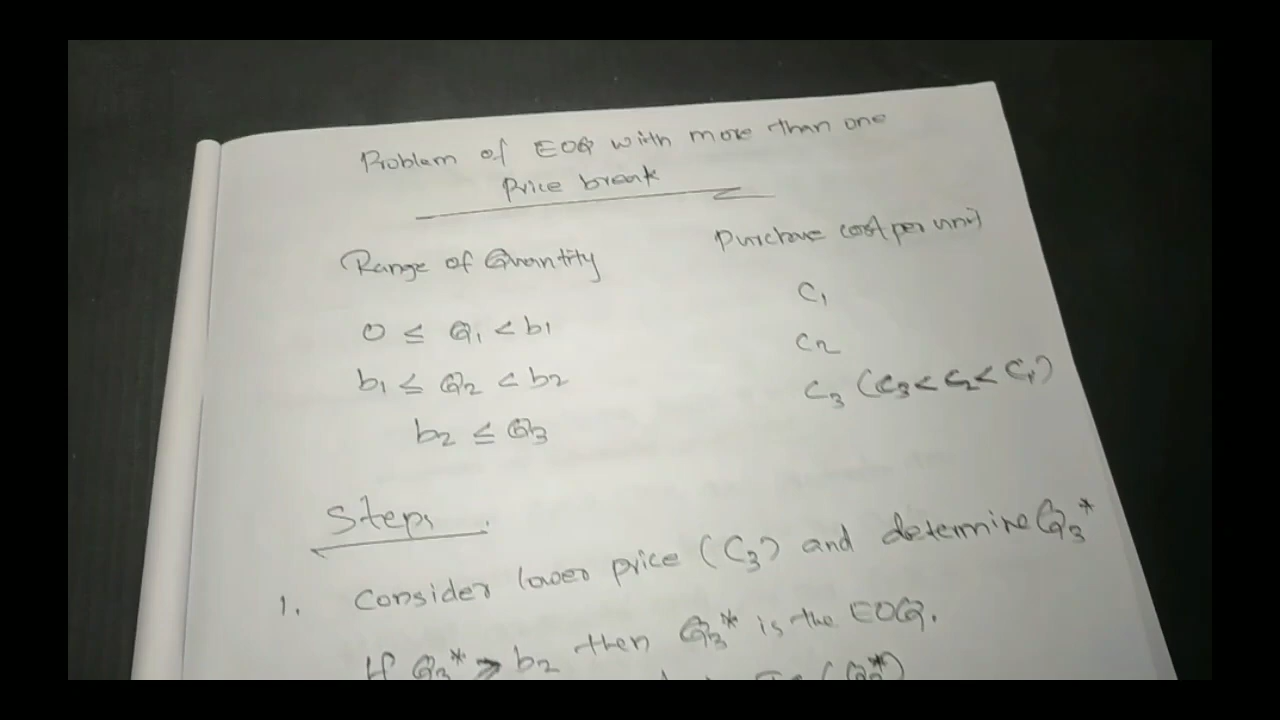 Problem of EOQ with more than one
Price break
Range of Quantity Purchase cost per unit
0 ≤ Q1 < b1 C1
b1 ≤ Q2 < b2 C2
b2 ≤ Q3 C3 (C3 < C2 < C1)
Steps
1. Consider lower price (C3) and determine Q3*
If Q3* ≥ b2 then Q3* is the EOQ.